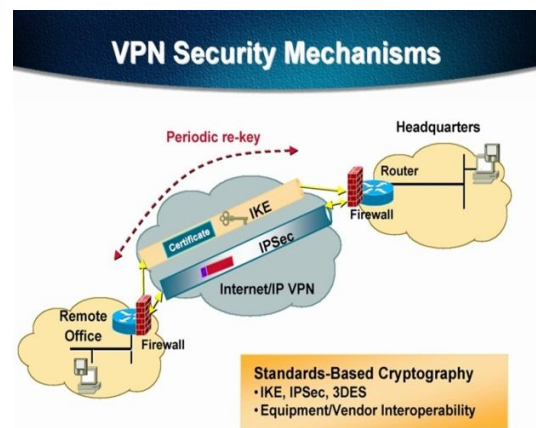 VPN Security Mechanisms
Periodic re-key
Headquarters
Router
Firewall
IKE
Certificate
IPSec
Internet/IP VPN
Remote
Office
Firewall
Standards-Based Cryptography
•IKE, IPSec, 3DES
•Equipment/Vendor Interoperability